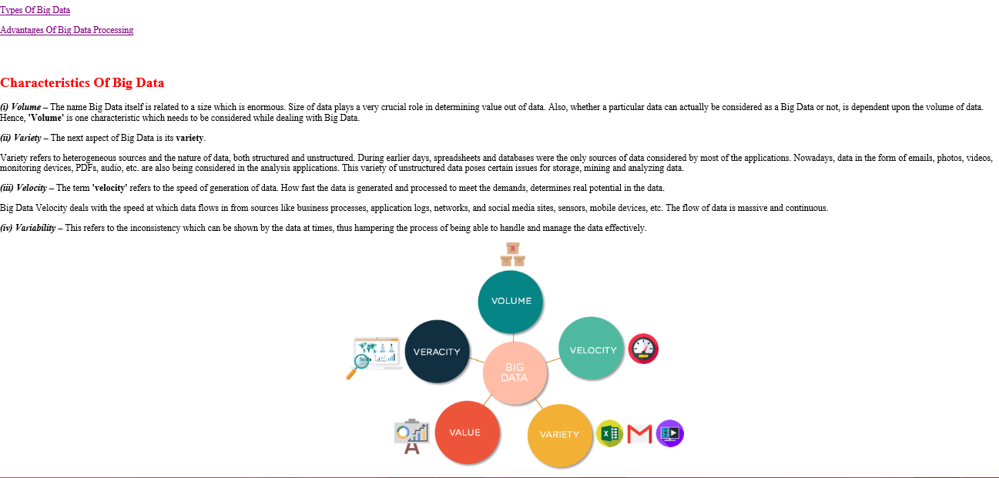 Types Of Big Data
Advantages Of Big Data Processing
Characteristics Of Big Data
(i) Volume – The name Big Data itself is related to a size which is enormous. Size of data plays a very crucial role in determining value out of data. Also, whether a particular data can actually be considered as a Big Data or not, is dependent upon the volume of data.
Hence, 'Volume' is one characteristic which needs to be considered while dealing with Big Data.
(ii) Variety – The next aspect of Big Data is its variety.
Variety refers to heterogeneous sources and the nature of data, both structured and unstructured. During earlier days, spreadsheets and databases were the only sources of data considered by most of the applications. Nowadays, data in the form of emails, photos, videos,
monitoring devices, PDFs, audio, etc. are also being considered in the analysis applications. This variety of unstructured data poses certain issues for storage, mining and analyzing data.
(iii) Velocity – The term 'velocity' refers to the speed of generation of data. How fast the data is generated and processed to meet the demands, determines real potential in the data.
Big Data Velocity deals with the speed at which data flows in from sources like business processes, application logs, networks, and social media sites, sensors, mobile devices, etc. The flow of data is massive and continuous.
(iv) Variability – This refers to the inconsistency which can be shown by the data at times, thus hampering the process of being able to handle and manage the data effectively.
VOLUME
VERACITY
VELOCITY
BIG
DATA
VALUE
VARIETY